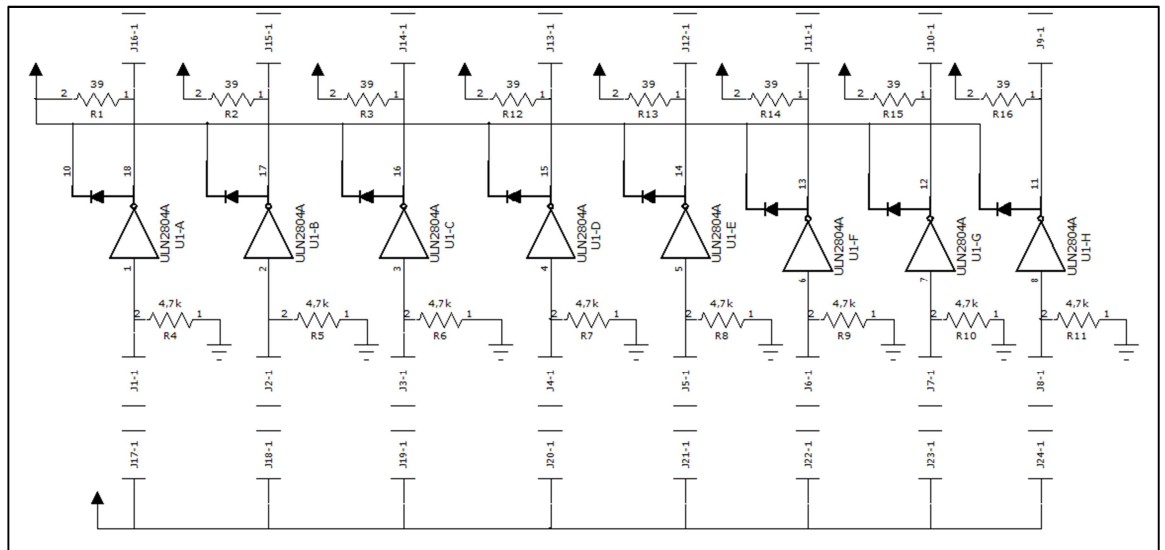 J16-1 J15-1 J14-1 J13-1 J12-1 J11-1 J10-1 J9-1
39 39 39 39 39 39 39 39
2 1 2 1 2 1 2 1 2 1 2 1 2 1 2 1
R1 R2 R3 R12 R13 R14 R15 R16
10 18 17 16 15 14 13 12 11
ULN2804A ULN2804A ULN2804A ULN2804A ULN2804A ULN2804A ULN2804A ULN2804A
U1-A U1-B U1-C U1-D U1-E U1-F U1-G U1-H
1 2 3 4 5 6 7 8
4,7k 4,7k 4,7k 4,7k 4,7k 4,7k 4,7k 4,7k
2 1 2 1 2 1 2 1 2 1 2 1 2 1 2 1
R4 R5 R6 R7 R8 R9 R10 R11
J1-1 J2-1 J3-1 J4-1 J5-1 J6-1 J7-1 J8-1
J17-1 J18-1 J19-1 J20-1 J21-1 J22-1 J23-1 J24-1